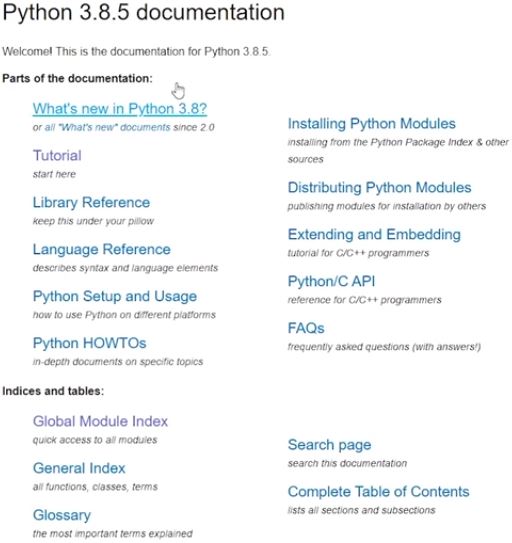 Python 3.8.5 documentation
Welcome! This is the documentation for Python 3.8.5.
Parts of the documentation:
What's new in Python 3.8?
or all "What's new" documents since 2.0
Tutorial
start here
Library Reference
keep this under your pillow
Language Reference
describes syntax and language elements
Python Setup and Usage
how to use Python on different platforms
Python HOWTOs
in-depth documents on specific topics
Installing Python Modules
installing from the Python Package Index & other
sources
Distributing Python Modules
publishing modules for installation by others
Extending and Embedding
tutorial for C/C++ programmers
Python/C API
reference for C/C++ programmers
FAQs
frequently asked questions (with answers!)
Indices and tables:
Global Module Index
quick access to all modules
General Index
all functions, classes, terms
Glossary
the most important terms explained
Search page
search this documentation
Complete Table of Contents
lists all sections and subsections